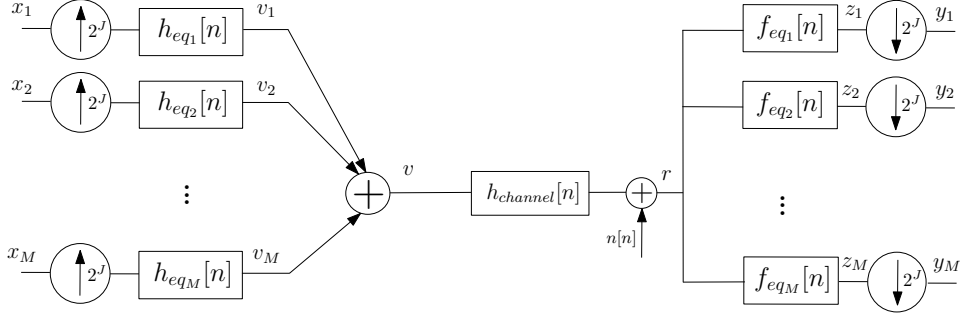 x_1 2^J h_{eq_1}[n] v_1
x_2 2^J h_{eq_2}[n] v_2
⋮
x_M 2^J h_{eq_M}[n] v_M
+ v h_{channel}[n] + r
n[n]
f_{eq_1}[n] z_1 2^J y_1
f_{eq_2}[n] z_2 2^J y_2
⋮
f_{eq_M}[n] z_M 2^J y_M